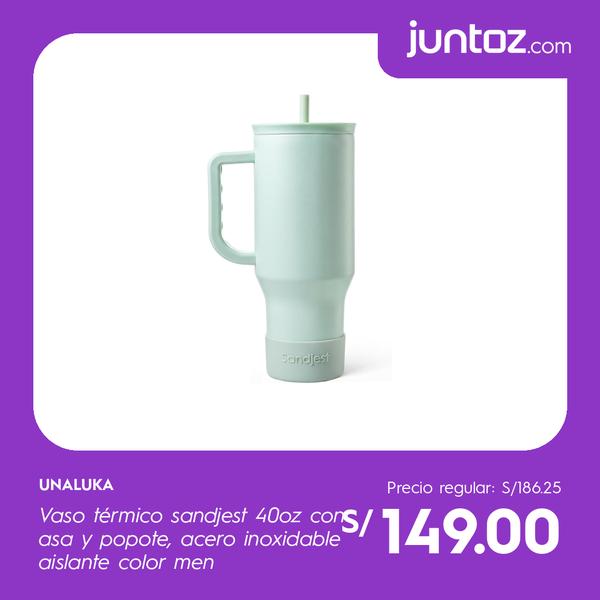 juntoz.com
Sandjest
UNALUKA
Vaso térmico sandjest 40oz con
asa y popote, acero inoxidable
aislante color men
Precio regular: S/186.25
S/ 149.00